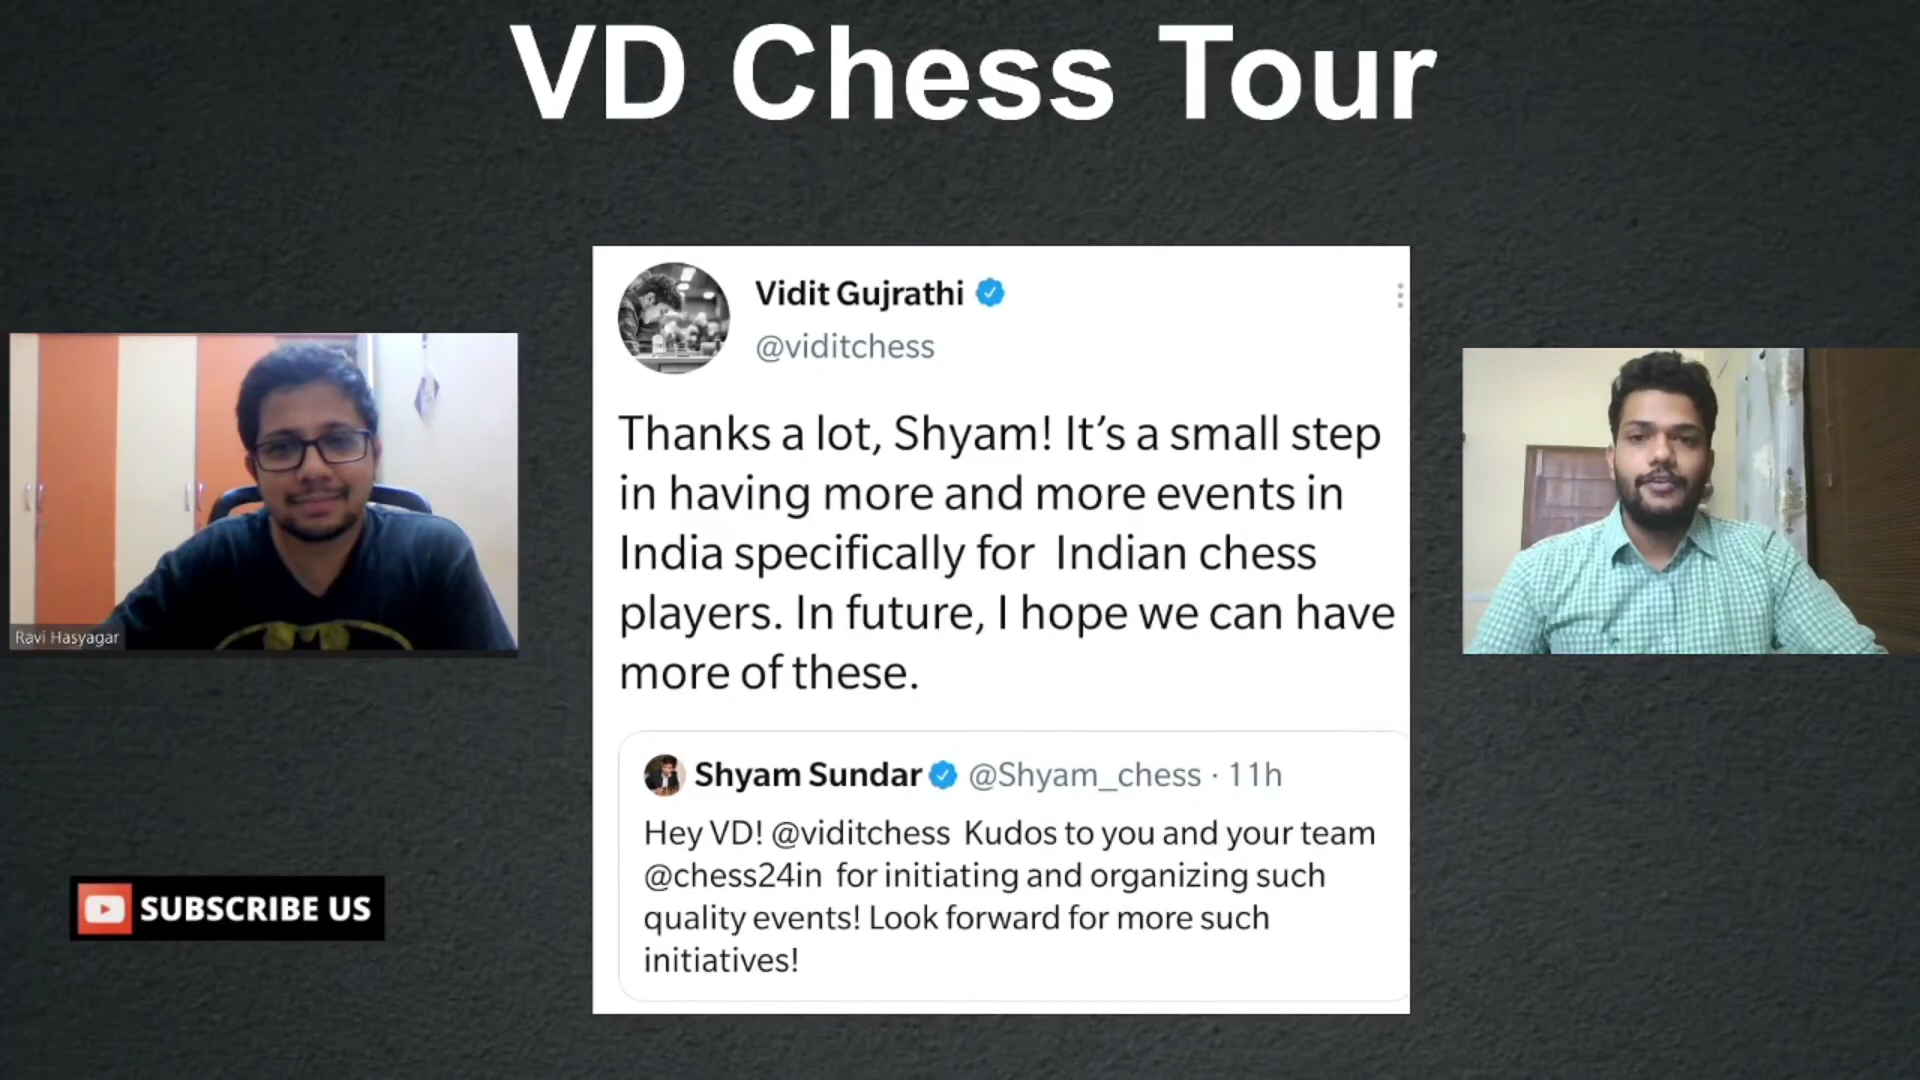 VD Chess Tour
Vidit Gujrathi
@viditchess
Thanks a lot, Shyam! It’s a small step
in having more and more events in
India specifically for Indian chess
players. In future, I hope we can have
more of these.
Shyam Sundar @Shyam_chess · 11h
Hey VD! @viditchess Kudos to you and your team
@chess24in for initiating and organizing such
quality events! Look forward for more such
initiatives!
Ravi Hasyagar
SUBSCRIBE US